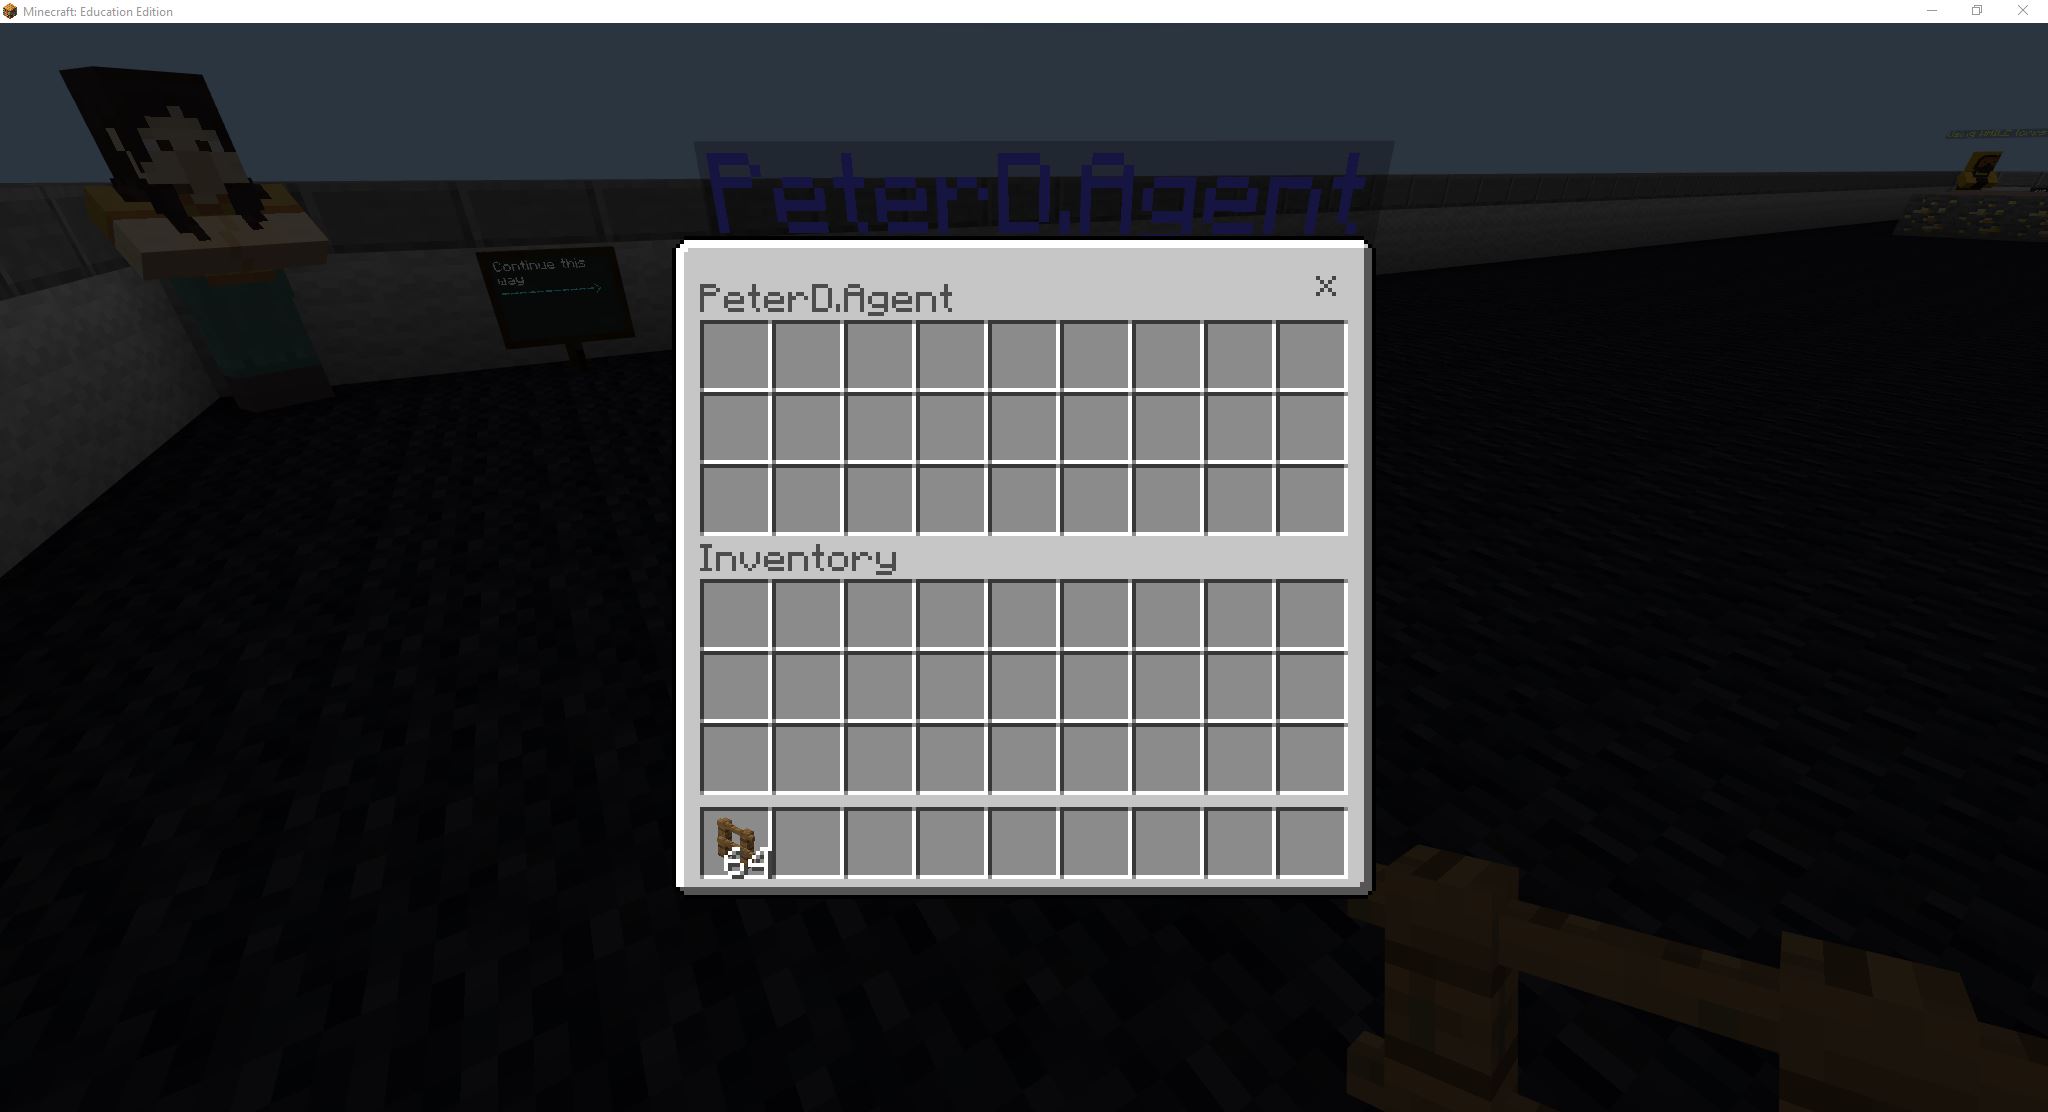 Minecraft: Education Edition
PeterD.Agent
Continue this
way
----------->
PeterD.Agent
Inventory
64